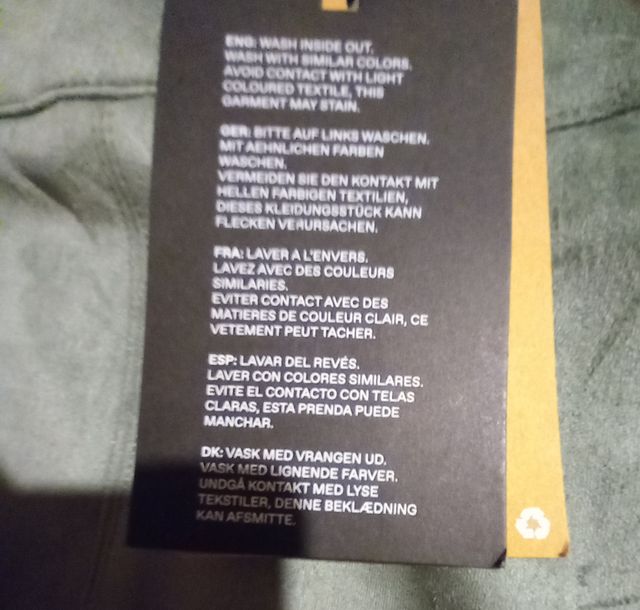 ENG: WASH INSIDE OUT.
WASH WITH SIMILAR COLORS.
AVOID CONTACT WITH LIGHT
COLOURED TEXTILE, THIS
GARMENT MAY STAIN.
GER: BITTE AUF LINKS WASCHEN.
MIT AEHNLICHEN FARBEN
WASCHEN.
VERMEIDEN SIE DEN KONTAKT MIT
HELLEN FARBIGEN TEXTILIEN,
DIESES KLEIDUNGSSTÜCK KANN
FLECKEN VERURSACHEN.
FRA: LAVER A L'ENVERS.
LAVEZ AVEC DES COULEURS
SIMILARIES.
EVITER CONTACT AVEC DES
MATIERES DE COULEUR CLAIR, CE
VETEMENT PEUT TACHER.
ESP: LAVAR DEL REVÉS.
LAVER CON COLORES SIMILARES.
EVITE EL CONTACTO CON TELAS
CLARAS, ESTA PRENDA PUEDE
MANCHAR.
DK: VASK MED VRANGEN UD.
VASK MED LIGNENDE FARVER.
UNDGÅ KONTAKT MED LYSE
TEKSTILER, DENNE BEKLÆDNING
KAN AFSMITTE.